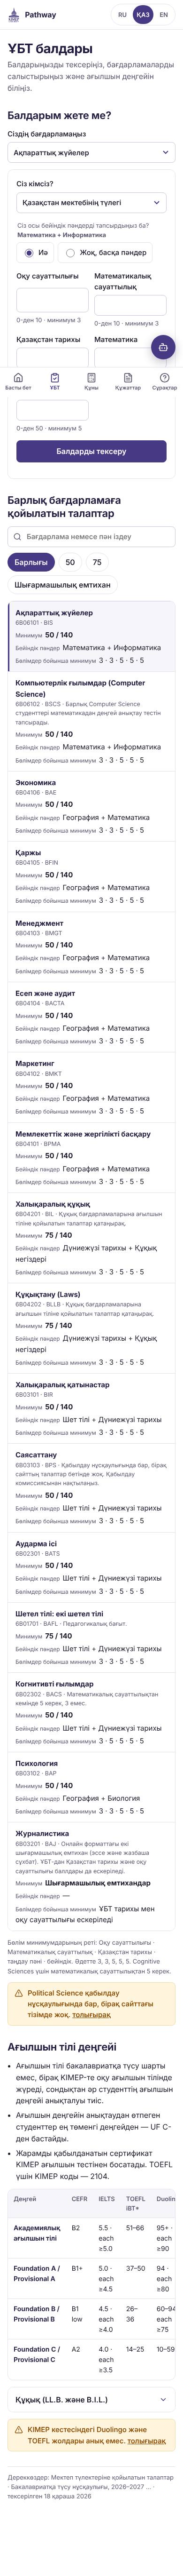 Pathway
RU ҚАЗ EN
ҰБТ балдары
Балдарыңызды тексеріңіз, бағдарламаларды
салыстырыңыз және ағылшын деңгейін
біліңіз.
Балдарым жете ме?
Сіздің бағдарламаңыз
Ақпараттық жүйелер
Сіз кімсіз?
Қазақстан мектебінің түлегі
Сіз осы бейіндік пәндерді тапсырдыңыз ба?
Математика + Информатика
Иә
Жоқ, басқа пәндер
Оқу сауаттылығы
Математикалық
сауаттылық
0-ден 10 · минимум 3
0-ден 10 · минимум 3
Қазақстан тарихы
Математика
Басты бет
ҰБТ
Құны
Құжаттар
Сұрақтар
0-ден 50 · минимум 5
Балдарды тексеру
Барлық бағдарламаға
қойылатын талаптар
Бағдарлама немесе пән іздеу
Барлығы
50
75
Шығармашылық емтихан
Ақпараттық жүйелер
6B06101 · BIS
Минимум 50 / 140
Бейіндік пәндер Математика + Информатика
Бөлімдер бойынша минимум 3 · 3 · 5 · 5 · 5
Компьютерлік ғылымдар (Computer
Science)
6B06102 · BSCS · Барлық Computer Science
студенттері математикадан деңгей анықтау тестін
тапсырады.
Минимум 50 / 140
Бейіндік пәндер Математика + Информатика
Бөлімдер бойынша минимум 3 · 3 · 5 · 5 · 5
Экономика
6B04106 · BAE
Минимум 50 / 140
Бейіндік пәндер География + Математика
Бөлімдер бойынша минимум 3 · 3 · 5 · 5 · 5
Қаржы
6B04105 · BFIN
Минимум 50 / 140
Бейіндік пәндер География + Математика
Бөлімдер бойынша минимум 3 · 3 · 5 · 5 · 5
Менеджмент
6B04103 · BMGT
Минимум 50 / 140
Бейіндік пәндер География + Математика
Бөлімдер бойынша минимум 3 · 3 · 5 · 5 · 5
Есеп және аудит
6B04104 · BACTA
Минимум 50 / 140
Бейіндік пәндер География + Математика
Бөлімдер бойынша минимум 3 · 3 · 5 · 5 · 5
Маркетинг
6B04102 · BMKT
Минимум 50 / 140
Бейіндік пәндер География + Математика
Бөлімдер бойынша минимум 3 · 3 · 5 · 5 · 5
Мемлекеттік және жергілікті басқару
6B04101 · BPMA
Минимум 50 / 140
Бейіндік пәндер География + Математика
Бөлімдер бойынша минимум 3 · 3 · 5 · 5 · 5
Халықаралық құқық
6B04201 · BIL · Құқық бағдарламаларына ағылшын
тіліне қойылатын талаптар қатаңырақ.
Минимум 75 / 140
Бейіндік пәндер Дүниежүзі тарихы + Құқық
негіздері
Бөлімдер бойынша минимум 3 · 3 · 5 · 5 · 5
Құқықтану (Laws)
6B04202 · BLLB · Құқық бағдарламаларына
ағылшын тіліне қойылатын талаптар қатаңырақ.
Минимум 75 / 140
Бейіндік пәндер Дүниежүзі тарихы + Құқық
негіздері
Бөлімдер бойынша минимум 3 · 3 · 5 · 5 · 5
Халықаралық қатынастар
6B03101 · BIR
Минимум 50 / 140
Бейіндік пәндер Шет тілі + Дүниежүзі тарихы
Бөлімдер бойынша минимум 3 · 3 · 5 · 5 · 5
Саясаттану
6B03103 · BPS · Қабылдау нұсқаулығында бар, бірақ
сайттың талаптар бетінде жоқ. Қабылдау
комиссиясынан нақтылаңыз.
Минимум 50 / 140
Бейіндік пәндер Шет тілі + Дүниежүзі тарихы
Бөлімдер бойынша минимум 3 · 3 · 5 · 5 · 5
Аударма ісі
6B02301 · BATS
Минимум 50 / 140
Бейіндік пәндер Шет тілі + Дүниежүзі тарихы
Бөлімдер бойынша минимум 3 · 3 · 5 · 5 · 5
Шетел тілі: екі шетел тілі
6B01701 · BAFL · Педагогикалық бағыт.
Минимум 75 / 140
Бейіндік пәндер Шет тілі + Дүниежүзі тарихы
Бөлімдер бойынша минимум 3 · 3 · 5 · 5 · 5
Когнитивті ғылымдар
6B02302 · BACS · Математикалық сауаттылықтан
кемінде 5 керек, 3 емес.
Минимум 50 / 140
Бейіндік пәндер Шет тілі + Дүниежүзі тарихы
Бөлімдер бойынша минимум 3 · 5 · 5 · 5 · 5
Психология
6B03102 · BAP
Минимум 50 / 140
Бейіндік пәндер География + Биология
Бөлімдер бойынша минимум 3 · 3 · 5 · 5 · 5
Журналистика
6B03201 · BAJ · Онлайн форматтағы екі
шығармашылық емтихан (эссе және жазбаша
сұхбат). ҰБТ-дан Қазақстан тарихы және оқу
сауаттылығы балдары да ескеріледі.
Минимум Шығармашылық емтихандар
Бейіндік пәндер —
Бөлімдер бойынша минимум ҰБТ тарихы мен
оқу сауаттылығы ескеріледі
Бөлім минимумдарының реті: Оқу сауаттылығы ·
Математикалық сауаттылық · Қазақстан тарихы ·
таңдау пәні · бейіндік. Әдетте 3, 3, 5, 5, 5. Cognitive
Sciences үшін математикалық сауаттылықтан 5 керек.
Political Science қабылдау
нұсқаулығында бар, бірақ сайттағы
тізімде жоқ. толығырақ
Ағылшын тілі деңгейі
• Ағылшын тілі бакалавриатқа түсу шарты
емес, бірақ KIMEP-те оқу ағылшын тілінде
жүреді, сондықтан әр студенттің ағылшын
деңгейі анықталуы тиіс.
• Ағылшын деңгейін анықтаудан өтпеген
студенттер ең төменгі деңгейден — UF C-
ден бастайды.
• Жарамды қабылданатын сертификат
KIMEP ағылшын тестінен босатады. TOEFL
үшін KIMEP коды — 2104.
Деңгей CEFR IELTS TOEFL iBT* Duolin
Академиялық ағылшын тілі B2 5.5 · each ≥5.0 51–66 95+ · each ≥90
Foundation A / Provisional A B1+ 5.0 · each ≥4.5 37–50 94 · each ≥80
Foundation B / Provisional B B1 low 4.5 · each ≥4.0 26–36 60–94 each ≥75
Foundation C / Provisional C A2 4.0 · each ≥3.5 14–25 10–59
Құқық (LL.B. және B.I.L.)
KIMEP кестесіндегі Duolingo және
TOEFL жолдары анық емес. толығырақ
Дереккөздер: Мектеп түлектеріне қойылатын талаптар
· Бакалавриатқа түсу нұсқаулығы, 2026–2027 ... ·
тексерілген 18 қараша 2026